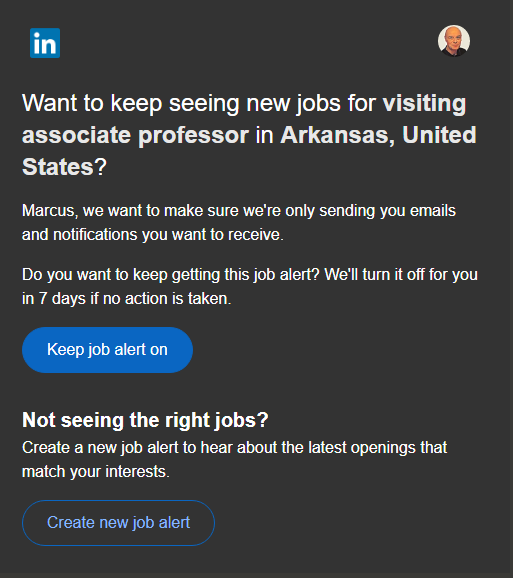 in
Want to keep seeing new jobs for visiting
associate professor in Arkansas, United
States?
Marcus, we want to make sure we're only sending you emails
and notifications you want to receive.
Do you want to keep getting this job alert? We'll turn it off for you
in 7 days if no action is taken.
Keep job alert on
Not seeing the right jobs?
Create a new job alert to hear about the latest openings that
match your interests.
Create new job alert